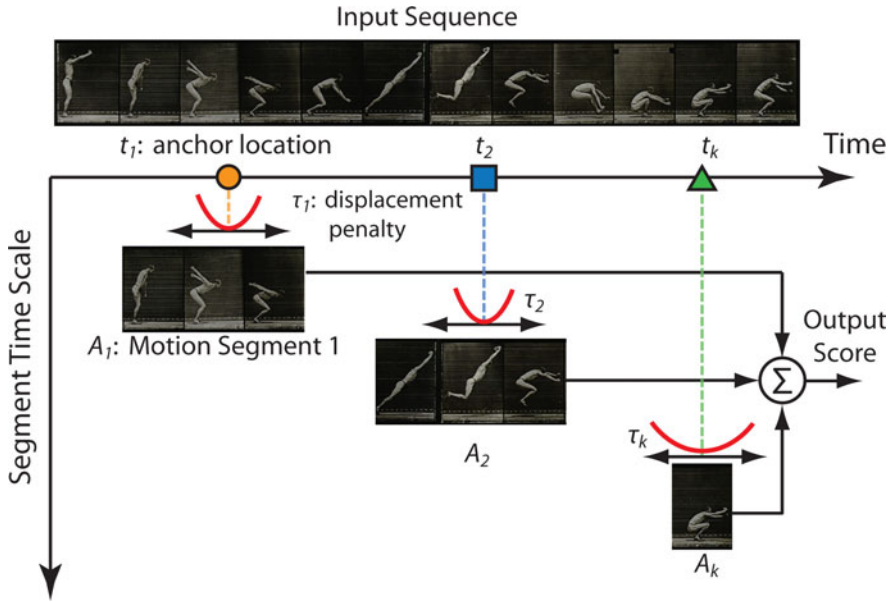 Input Sequence
t₁: anchor location
t₂
tₖ
Time
τ₁: displacement
penalty
τ₂
A₁: Motion Segment 1
Output
Score
Σ
A₂
τₖ
Aₖ
Segment Time Scale